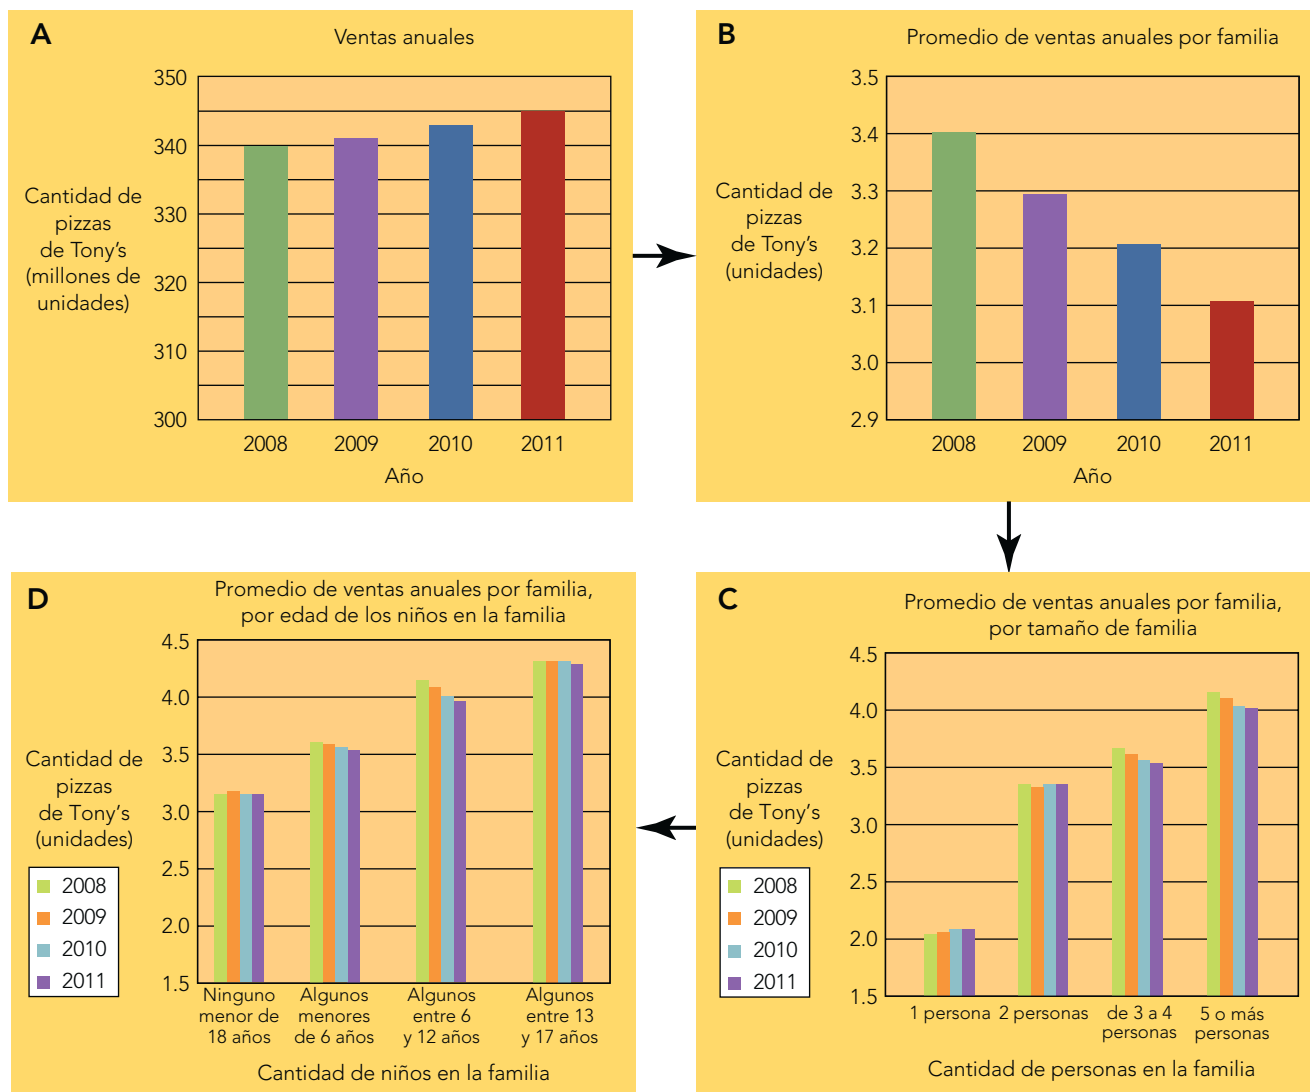 A
Ventas anuales
350
340
330
320
310
300
Cantidad de
pizzas
de Tony's
(millones de
unidades)
2008 2009 2010 2011
Año
B
Promedio de ventas anuales por familia
3.5
3.4
3.3
3.2
3.1
3.0
2.9
Cantidad de
pizzas
de Tony's
(unidades)
2008 2009 2010 2011
Año
D
Promedio de ventas anuales por familia,
por edad de los niños en la familia
4.5
4.0
3.5
3.0
2.5
2.0
1.5
Cantidad de
pizzas
de Tony's
(unidades)
2008
2009
2010
2011
Ninguno
menor de
18 años
Algunos
menores
de 6 años
Algunos
entre 6
y 12 años
Algunos
entre 13
y 17 años
Cantidad de niños en la familia
C
Promedio de ventas anuales por familia,
por tamaño de familia
4.5
4.0
3.5
3.0
2.5
2.0
1.5
Cantidad de
pizzas
de Tony's
(unidades)
2008
2009
2010
2011
1 persona
2 personas
de 3 a 4
personas
5 o más
personas
Cantidad de personas en la familia